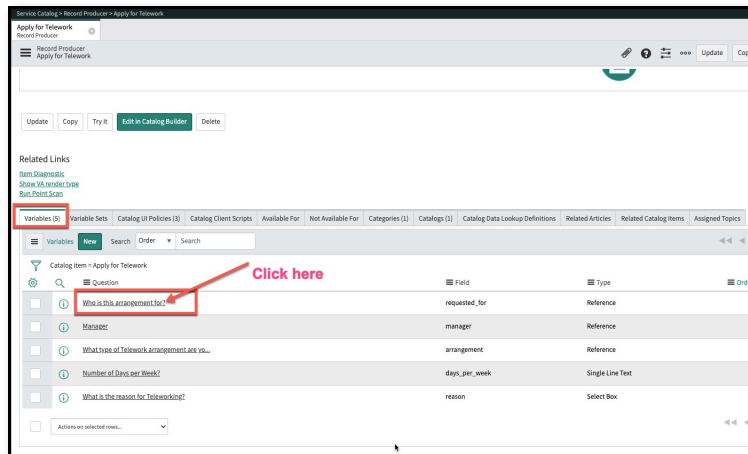 Service Catalog > Record Producer > Apply for Telework
Apply for Telework
Record Producer
Record Producer
Apply for Telework
Update
Update Copy Try It Edit in Catalog Builder Delete
Related Links
Item Diagnostic
Show VA render type
Run Point Scan
Variables (5) Variable Sets Catalog UI Policies (3) Catalog Client Scripts Available For Not Available For Categories (1) Catalogs (1) Catalog Data Lookup Definitions Related Articles Related Catalog Items Assigned Topics
Variables New Search Order Search
Catalog item = Apply for Telework
Click here
Question Field Type
Who is this arrangement for? requested_for Reference
Manager manager Reference
What type of Telework arrangement are yo... arrangement Reference
Number of Days per Week? days_per_week Single Line Text
What is the reason for Teleworking? reason Select Box
Actions on selected rows...